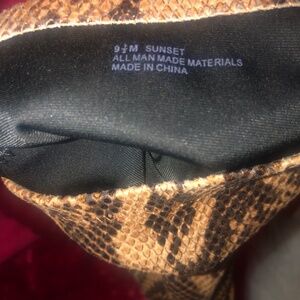 9½M SUNSET
ALL MAN MADE MATERIALS
MADE IN CHINA